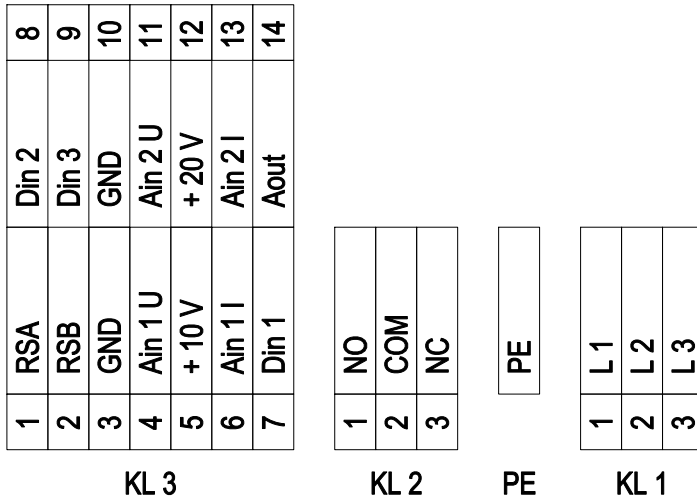 8 9 10 11 12 13 14
Din 2 Din 3 GND Ain 2 U + 20 V Ain 2 I Aout
RSA RSB GND Ain 1 U + 10 V Ain 1 I Din 1 NO COM NC PE L 1 L 2 L 3
1 2 3 4 5 6 7 1 2 3 1 2 3
KL 3 KL 2 PE KL 1